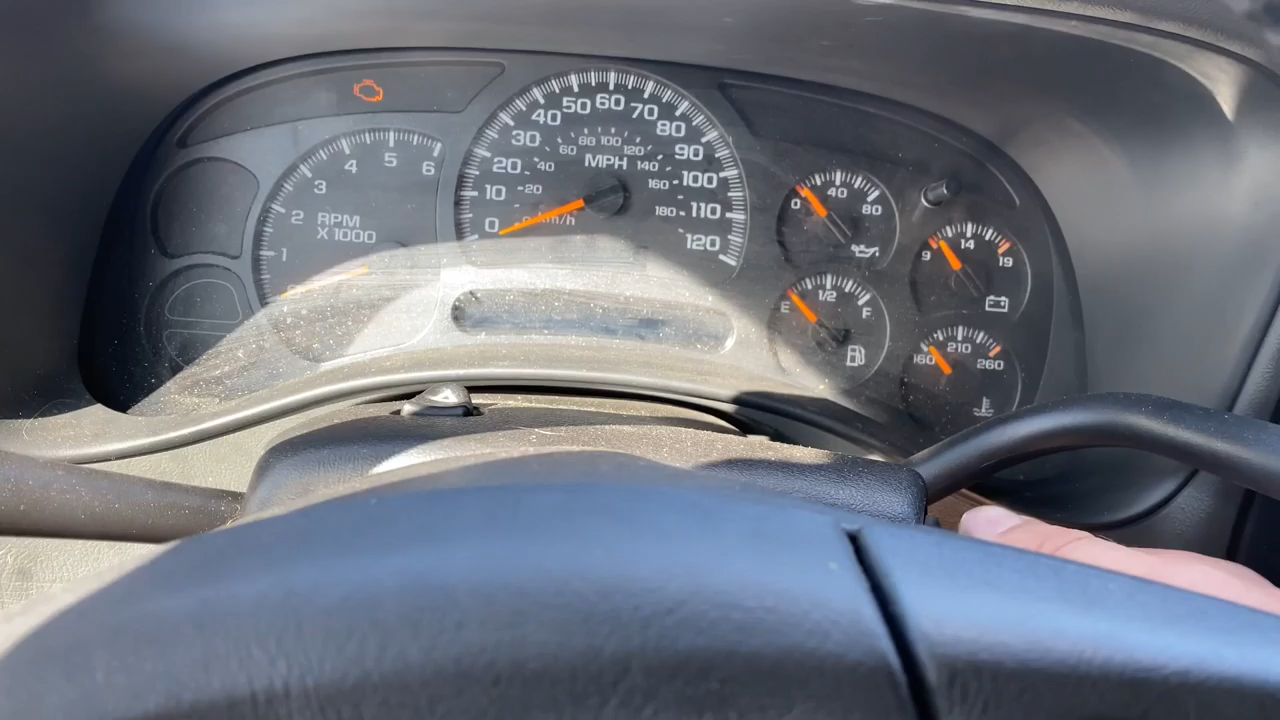 0 10 20 30 40 50 60 70 80 90 100 110 120
20 40 60 80 100 120 140 160 180
MPH
km/h
1 2 3 4 5 6
RPM
X1000
0 40 80
9 14 19
E 1/2 F
160 210 260